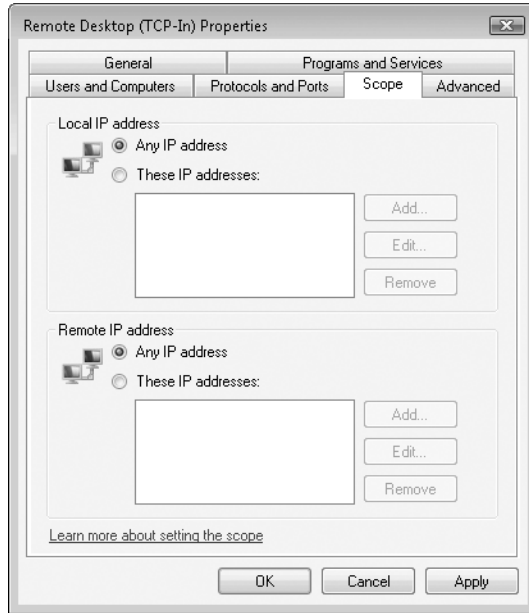 Remote Desktop (TCP-In) Properties
General Programs and Services
Users and Computers Protocols and Ports Scope Advanced
Local IP address
Any IP address
These IP addresses:
Add...
Edit...
Remove
Remote IP address
Any IP address
These IP addresses:
Add...
Edit...
Remove
Learn more about setting the scope
OK Cancel Apply